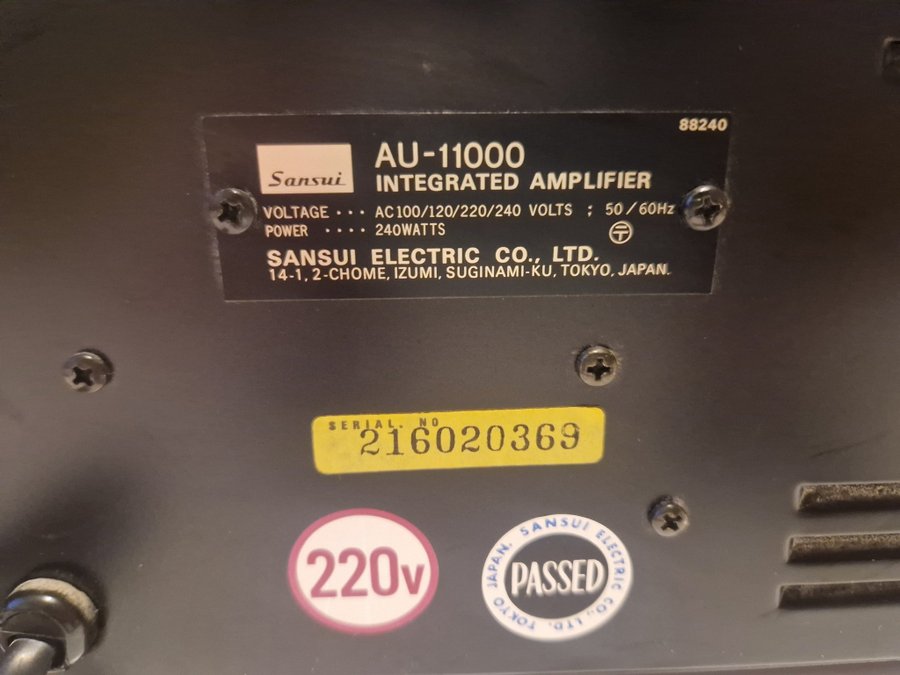 88240
Sansui
AU-11000
INTEGRATED AMPLIFIER
VOLTAGE ··· AC100/120/220/240 VOLTS ; 50/60Hz
POWER ···· 240WATTS
SANSUI ELECTRIC CO., LTD.
14-1, 2-CHOME, IZUMI, SUGINAMI-KU, TOKYO, JAPAN.
SERIAL. NO
216020369
220v
SANSUI ELECTRIC CO., LTD. TOKYO JAPAN.
PASSED